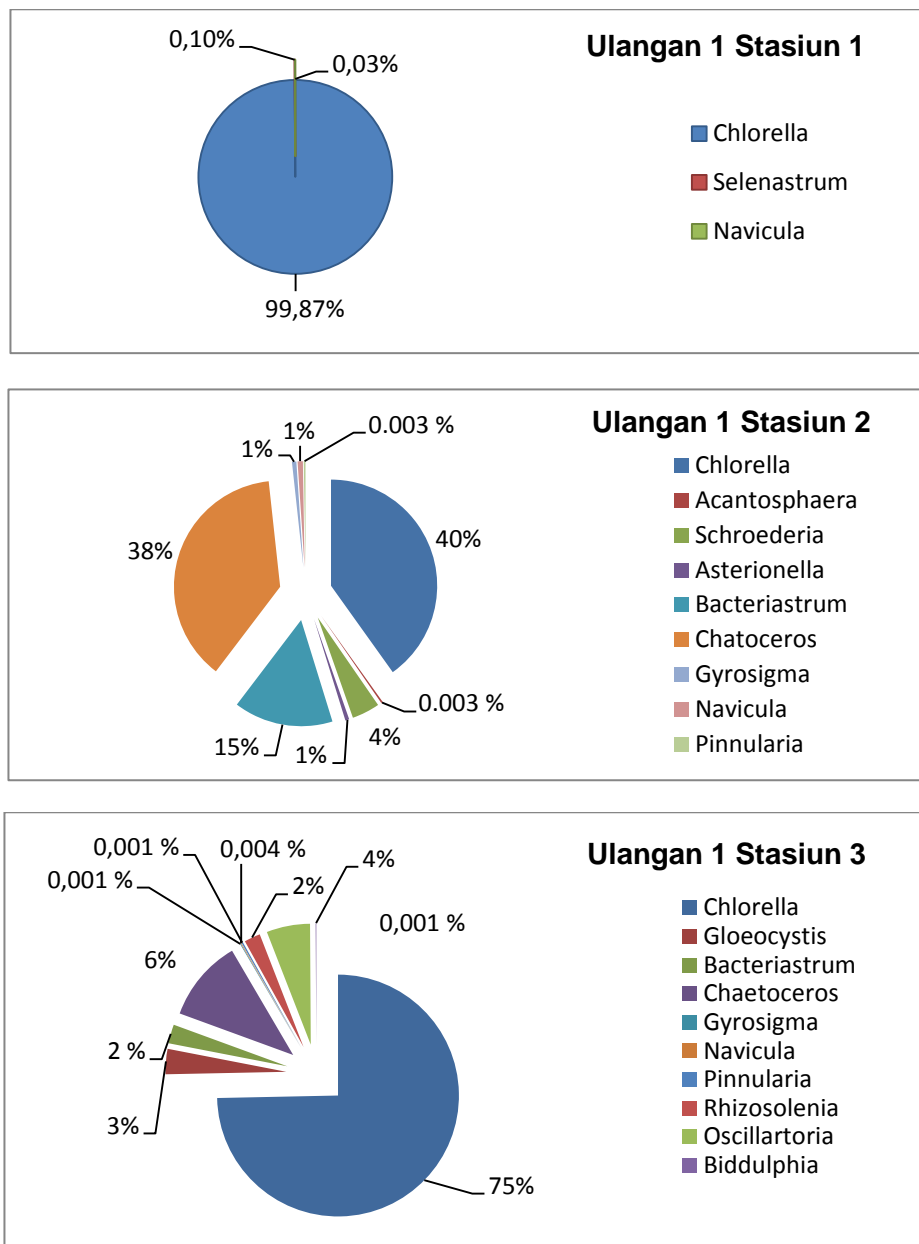 Ulangan 1 Stasiun 1
0,10%
0,03%
99,87%
Chlorella
Selenastrum
Navicula
Ulangan 1 Stasiun 2
1%
1%
0.003 %
38%
40%
0.003 %
4%
1%
15%
Chlorella
Acantosphaera
Schroederia
Asterionella
Bacteriastrum
Chatoceros
Gyrosigma
Navicula
Pinnularia
Ulangan 1 Stasiun 3
0,001 %
0,004 %
4%
0,001 %
2%
0,001 %
6%
2 %
3%
75%
Chlorella
Gloeocystis
Bacteriastrum
Chaetoceros
Gyrosigma
Navicula
Pinnularia
Rhizosolenia
Oscillartoria
Biddulphia